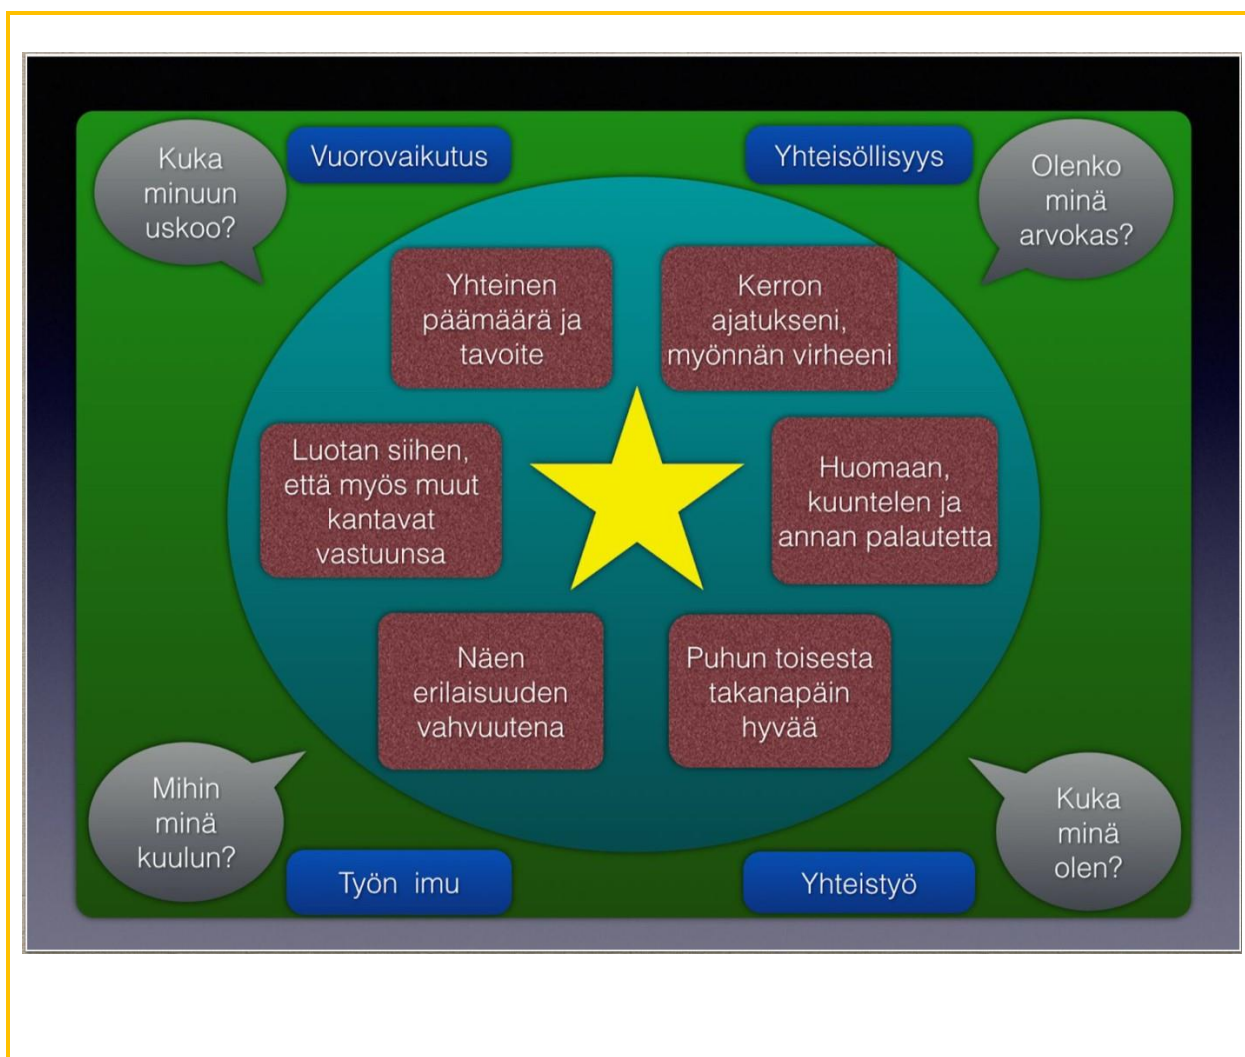 Kuka
minuun
uskoo?
Vuorovaikutus
Yhteisöllisyys
Olenko
minä
arvokas?
Yhteinen
päämäärä ja
tavoite
Kerron
ajatukseni,
myönnän virheeni
Luotan siihen,
että myös muut
kantavat
vastuunsa
Huomaan,
kuuntelen ja
annan palautetta
Näen
erilaisuuden
vahvuutena
Puhun toisesta
takanapäin
hyvää
Mihin
minä
kuulun?
Työn imu
Yhteistyö
Kuka
minä
olen?